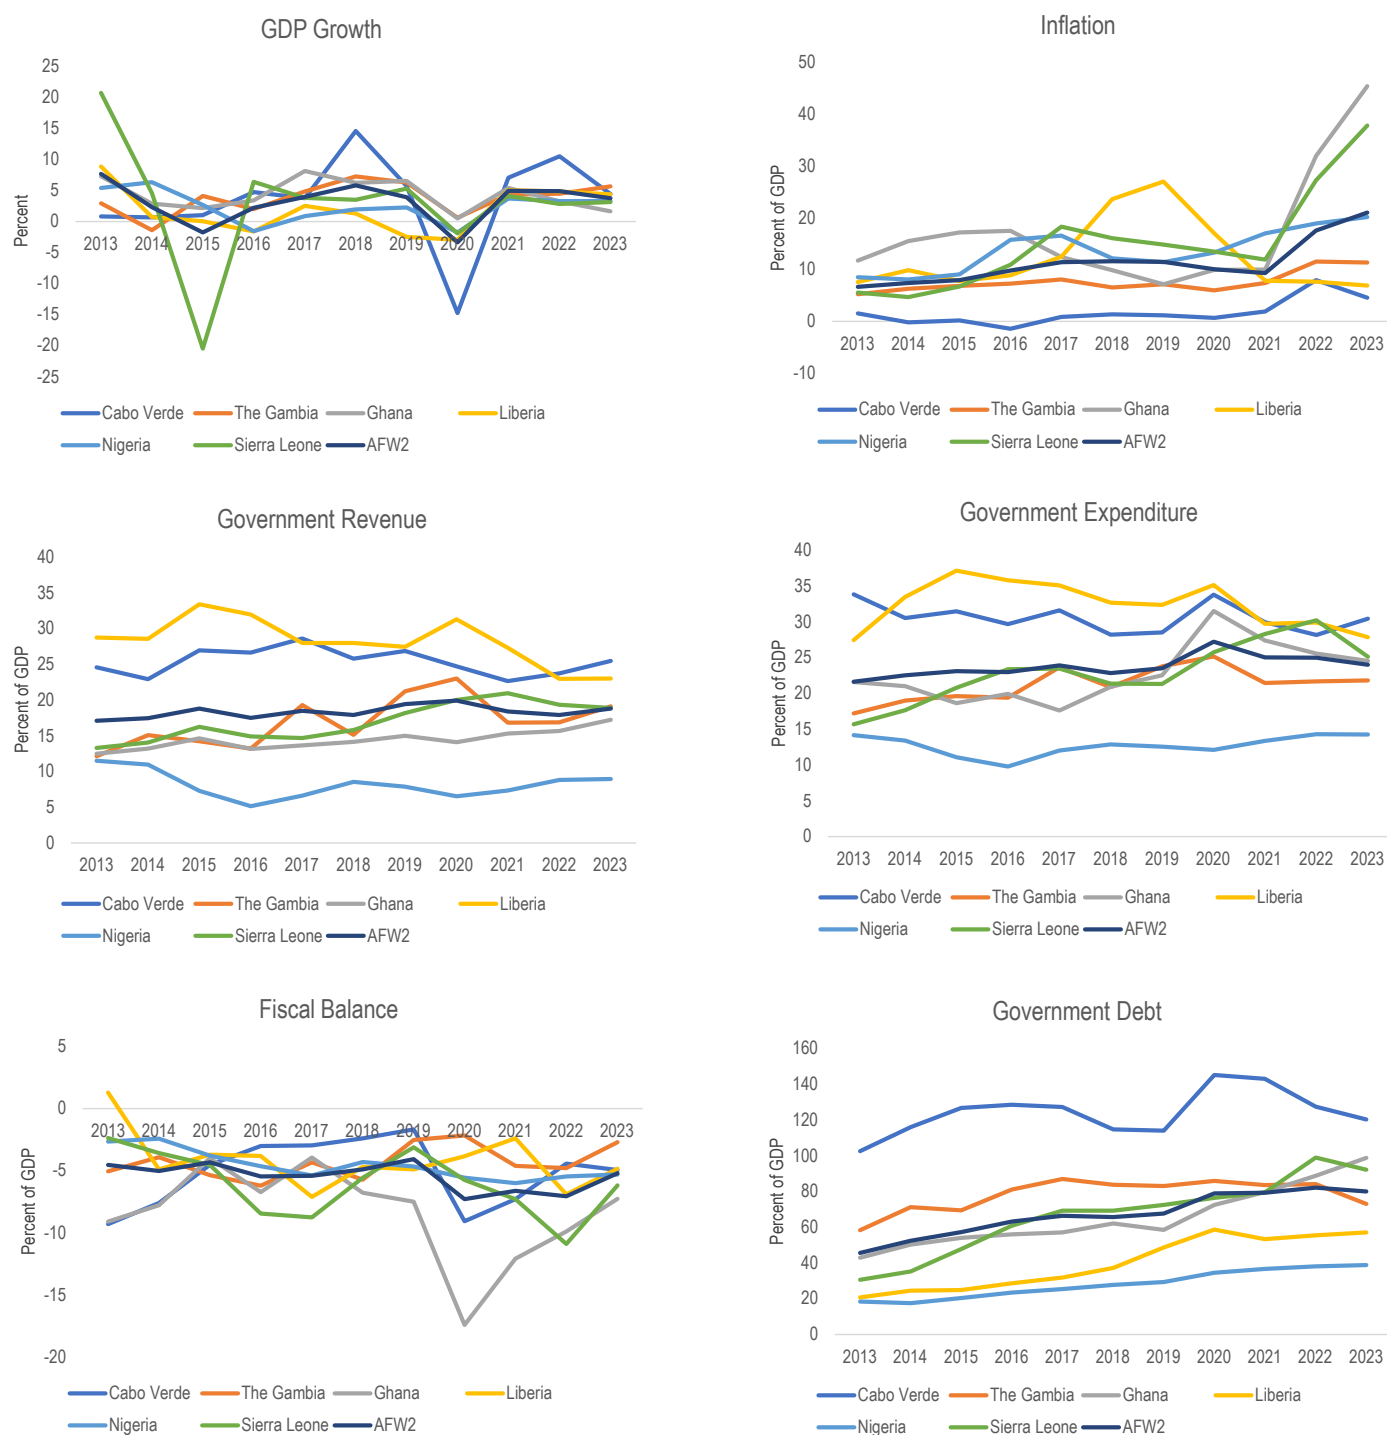 GDP Growth
Percent
25
20
15
10
5
0
-5
-10
-15
-20
-25
2013 2014 2015 2016 2017 2018 2019 2020 2021 2022 2023
Cabo Verde The Gambia Ghana Liberia
Nigeria Sierra Leone AFW2
Inflation
Percent of GDP
50
40
30
20
10
0
-10
2013 2014 2015 2016 2017 2018 2019 2020 2021 2022 2023
Cabo Verde The Gambia Ghana Liberia
Nigeria Sierra Leone AFW2
Government Revenue
Percent of GDP
40
35
30
25
20
15
10
5
0
2013 2014 2015 2016 2017 2018 2019 2020 2021 2022 2023
Cabo Verde The Gambia Ghana Liberia
Nigeria Sierra Leone AFW2
Government Expenditure
Percent of GDP
40
35
30
25
20
15
10
5
0
2013 2014 2015 2016 2017 2018 2019 2020 2021 2022 2023
Cabo Verde The Gambia Ghana Liberia
Nigeria Sierra Leone AFW2
Fiscal Balance
Percent of GDP
5
0
-5
-10
-15
-20
2013 2014 2015 2016 2017 2018 2019 2020 2021 2022 2023
Cabo Verde The Gambia Ghana Liberia
Nigeria Sierra Leone AFW2
Government Debt
Percent of GDP
160
140
120
100
80
60
40
20
0
2013 2014 2015 2016 2017 2018 2019 2020 2021 2022 2023
Cabo Verde The Gambia Ghana Liberia
Nigeria Sierra Leone AFW2